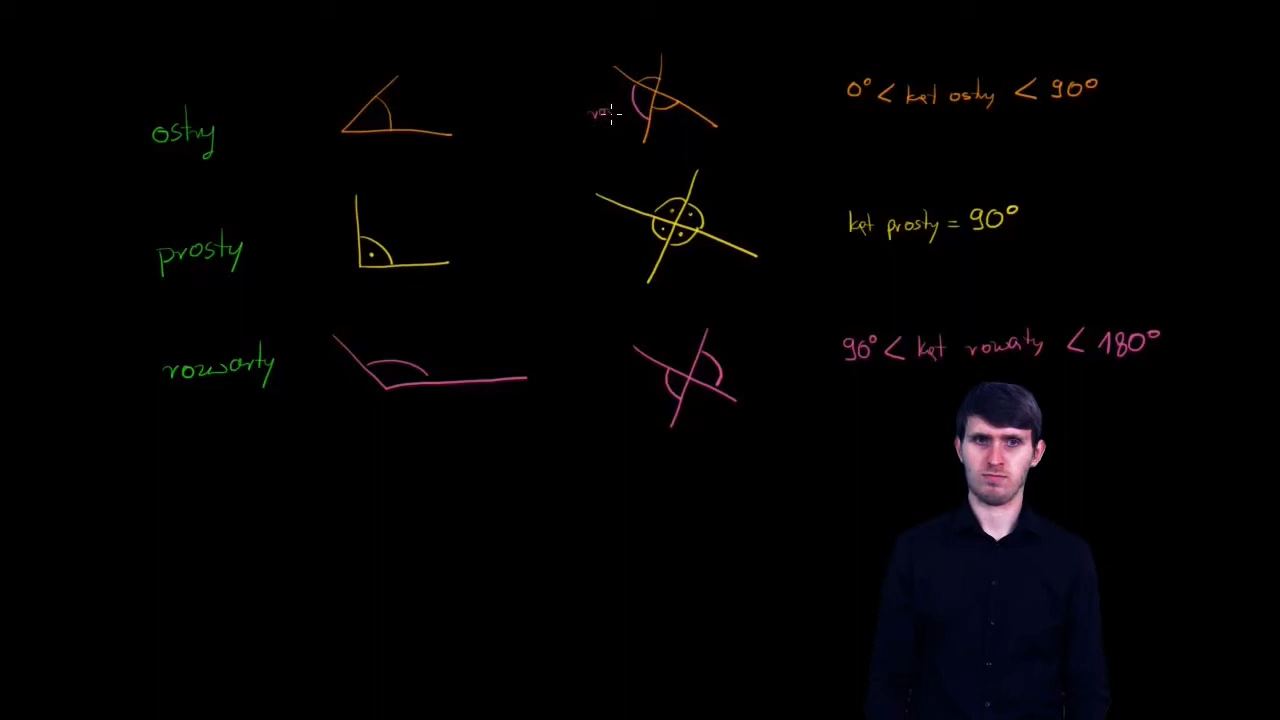 ostry
0° < kąt ostry < 90°
prosty
kąt prosty = 90°
rozwarty
90° < kąt rozwarty < 180°